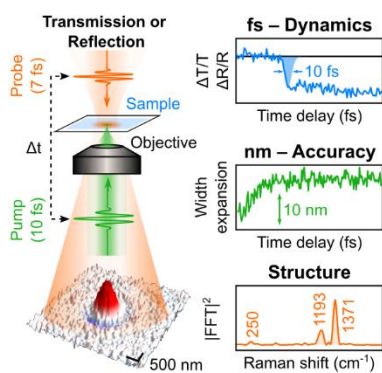 Transmission or
Reflection
Probe
(7 fs)
Sample
Objective
Δt
Pump
(10 fs)
500 nm
fs – Dynamics
ΔT/T
ΔR/R
10 fs
Time delay (fs)
nm – Accuracy
Width
expansion
10 nm
Time delay (fs)
Structure
|FFT|²
250
1193
1371
Raman shift (cm⁻¹)